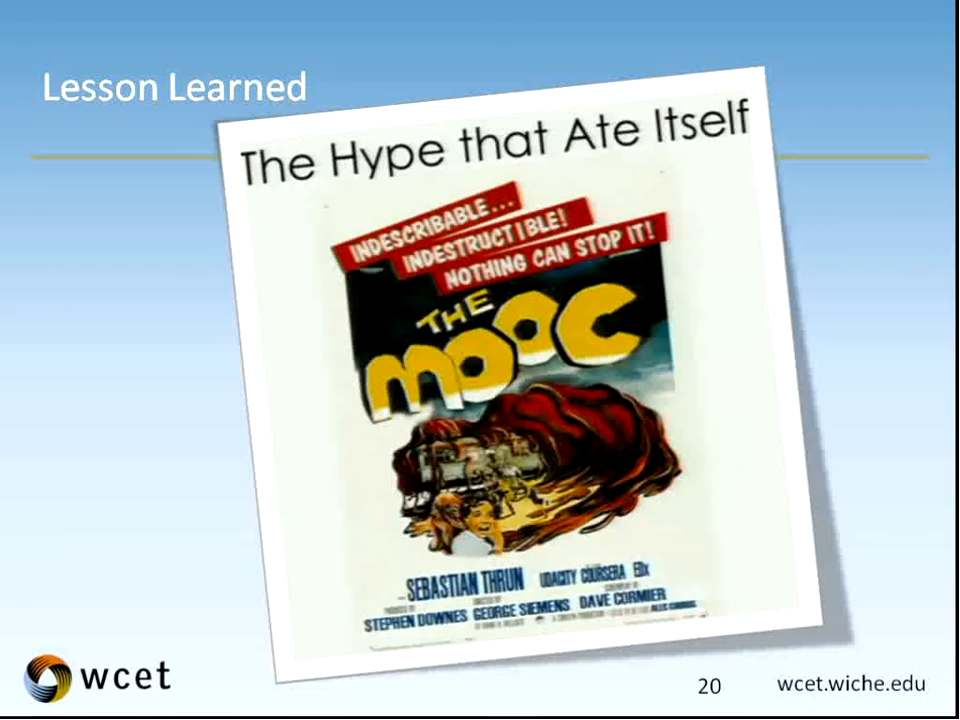 Lesson Learned
The Hype that Ate Itself
INDESCRIBABLE...
INDESTRUCTIBLE!
NOTHING CAN STOP IT!
THE
MOOC
SEBASTIAN THRUN UDACITY COURSERA EDX
STEPHEN DOWNES GEORGE SIEMENS DAVE CORMIER
wcet
20
wcet.wiche.edu